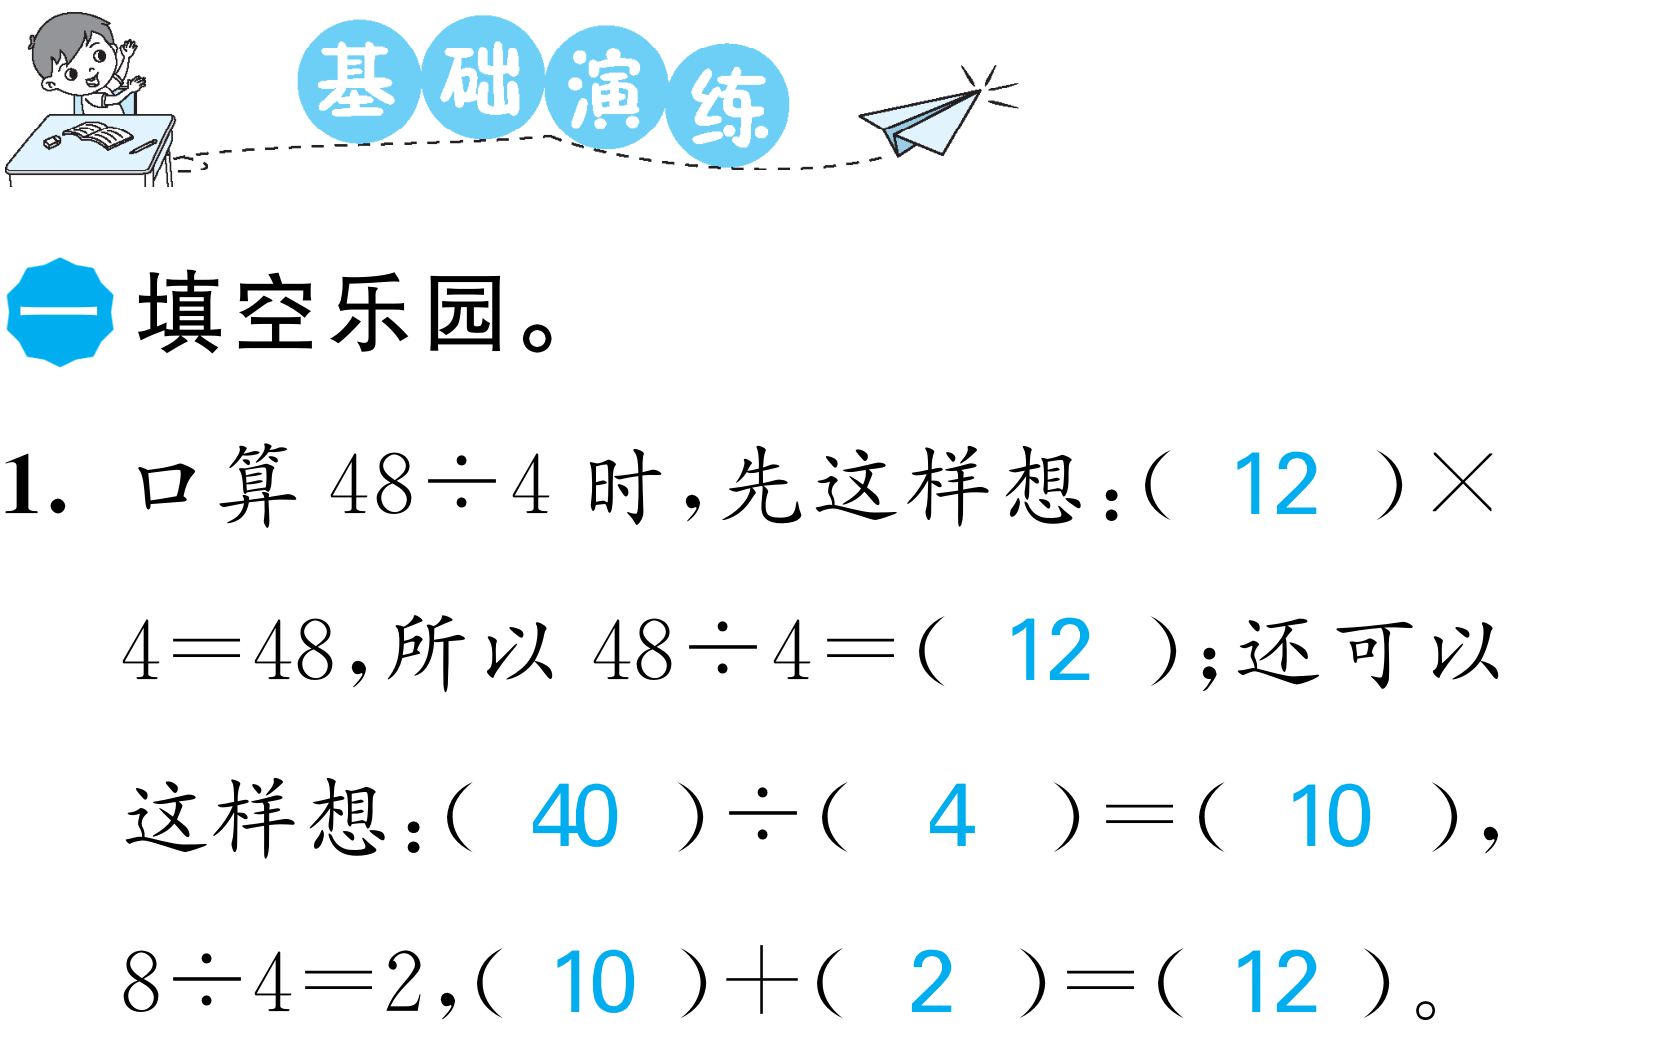 基础演练
一 填空乐园。
1. 口算 48÷4 时,先这样想:( 12 )×
4=48,所以 48÷4=( 12 );还可以
这样想:( 40 )÷( 4 )=( 10 ),
8÷4=2,( 10 )+( 2 )=( 12 )。